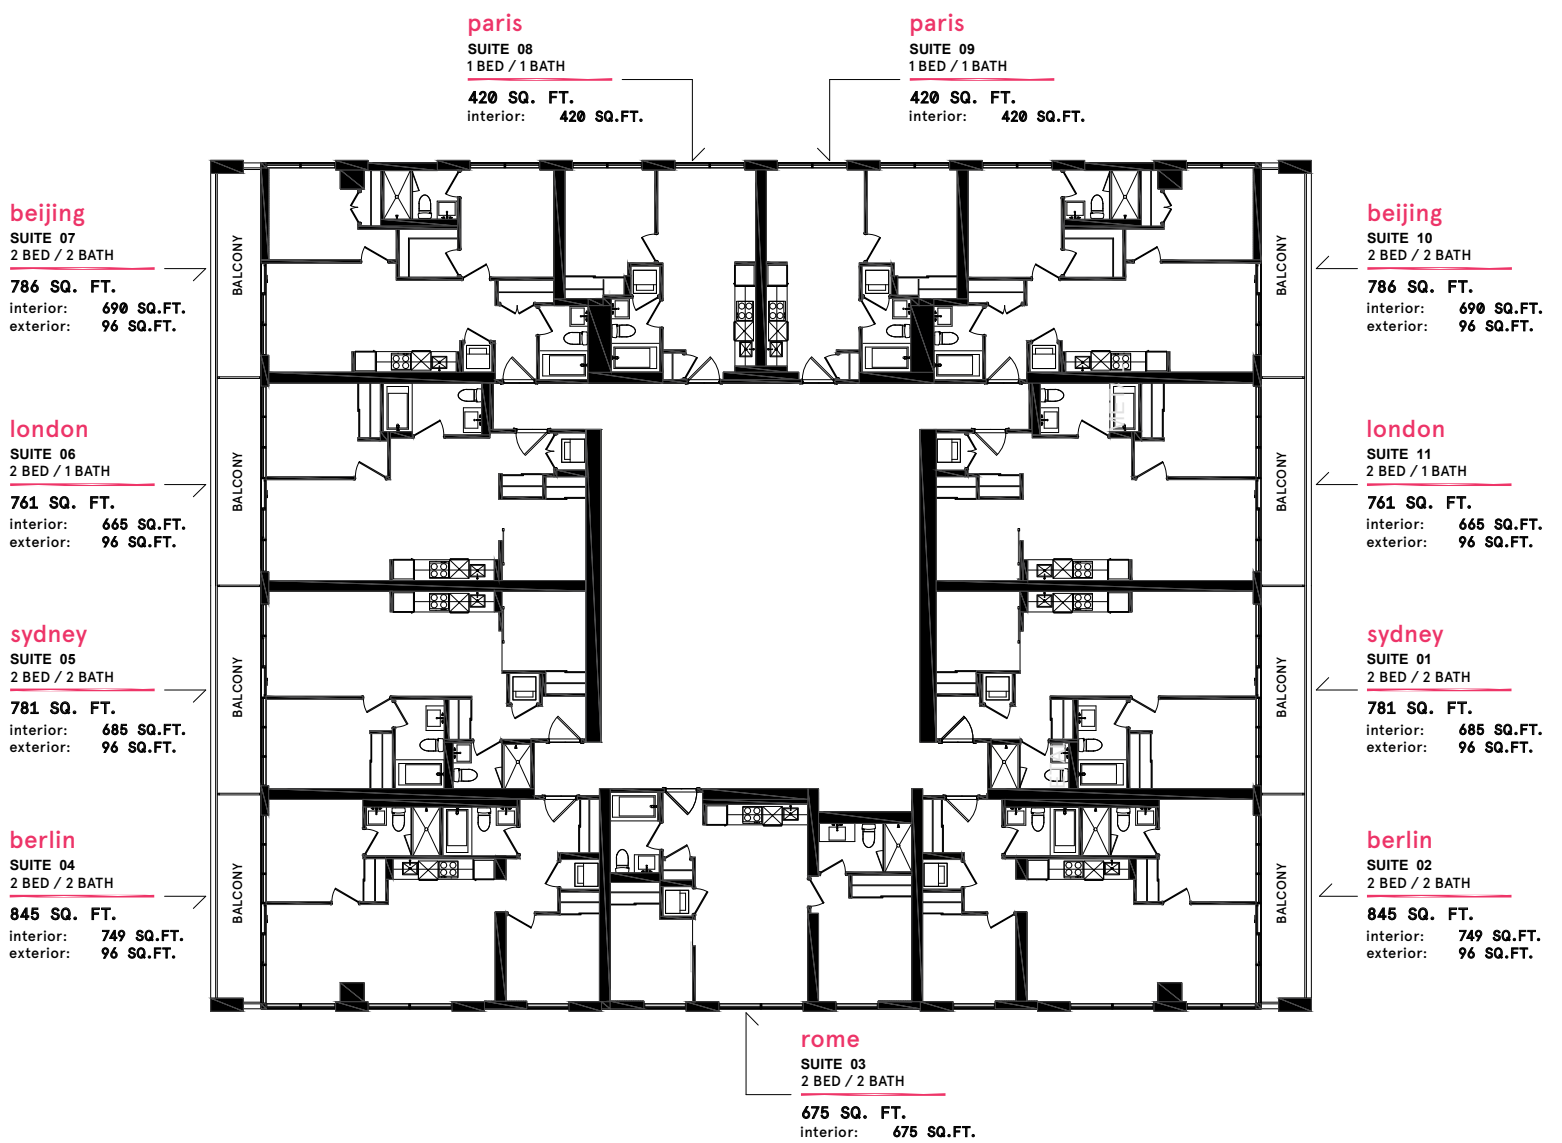 paris
SUITE 08
1 BED / 1 BATH
420 SQ. FT.
interior: 420 SQ.FT.
paris
SUITE 09
1 BED / 1 BATH
420 SQ. FT.
interior: 420 SQ.FT.
beijing
SUITE 07
2 BED / 2 BATH
786 SQ. FT.
interior: 690 SQ.FT.
exterior: 96 SQ.FT.
BALCONY
BALCONY
beijing
SUITE 10
2 BED / 2 BATH
786 SQ. FT.
interior: 690 SQ.FT.
exterior: 96 SQ.FT.
london
SUITE 06
2 BED / 1 BATH
761 SQ. FT.
interior: 665 SQ.FT.
exterior: 96 SQ.FT.
BALCONY
BALCONY
london
SUITE 11
2 BED / 1 BATH
761 SQ. FT.
interior: 665 SQ.FT.
exterior: 96 SQ.FT.
sydney
SUITE 05
2 BED / 2 BATH
781 SQ. FT.
interior: 685 SQ.FT.
exterior: 96 SQ.FT.
BALCONY
BALCONY
sydney
SUITE 01
2 BED / 2 BATH
781 SQ. FT.
interior: 685 SQ.FT.
exterior: 96 SQ.FT.
berlin
SUITE 04
2 BED / 2 BATH
845 SQ. FT.
interior: 749 SQ.FT.
exterior: 96 SQ.FT.
BALCONY
BALCONY
berlin
SUITE 02
2 BED / 2 BATH
845 SQ. FT.
interior: 749 SQ.FT.
exterior: 96 SQ.FT.
rome
SUITE 03
2 BED / 2 BATH
675 SQ. FT.
interior: 675 SQ.FT.